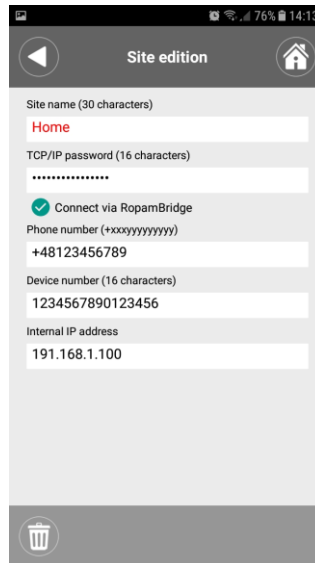 76% 14:13
Site edition
Site name (30 characters)
Home
TCP/IP password (16 characters)
••••••••••••••••
Connect via RopamBridge
Phone number (+xxxyyyyyyyyy)
+48123456789
Device number (16 characters)
1234567890123456
Internal IP address
191.168.1.100